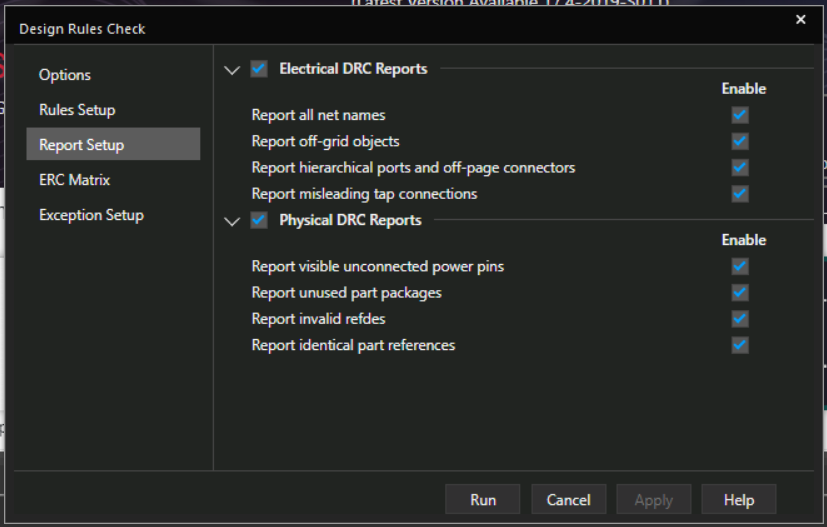 (Latest Version Available 17.4-2019-S011)
Design Rules Check
Options
Rules Setup
Report Setup
ERC Matrix
Exception Setup
Electrical DRC Reports
Enable
Report all net names
Report off-grid objects
Report hierarchical ports and off-page connectors
Report misleading tap connections
Physical DRC Reports
Enable
Report visible unconnected power pins
Report unused part packages
Report invalid refdes
Report identical part references
Run Cancel Apply Help